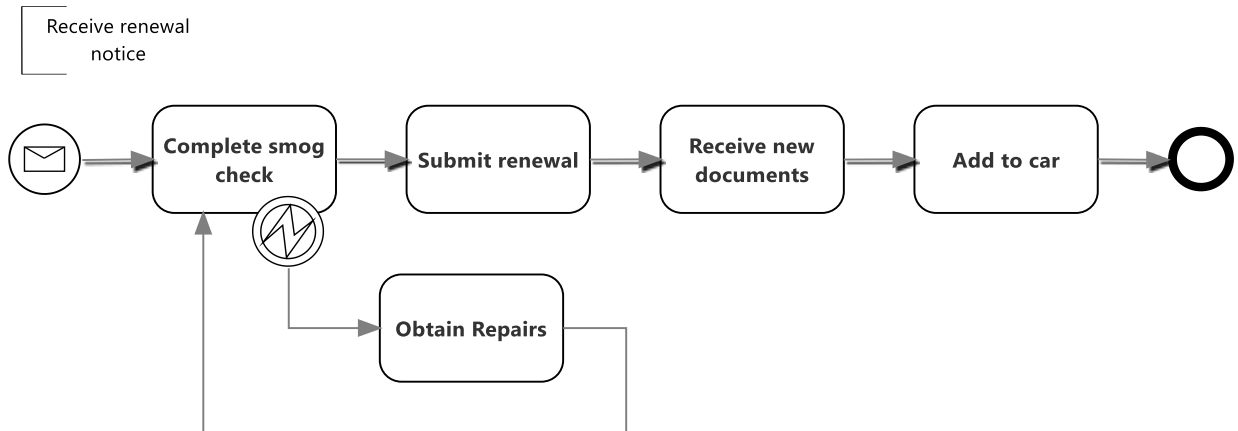 Receive renewal
notice
Complete smog
check
Submit renewal
Receive new
documents
Add to car
Obtain Repairs